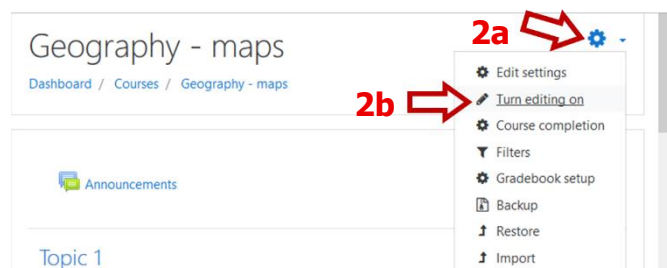 Geography - maps
2a
Dashboard / Courses / Geography - maps
Edit settings
2b
Turn editing on
Course completion
Filters
Gradebook setup
Backup
Restore
Import
Announcements
Topic 1